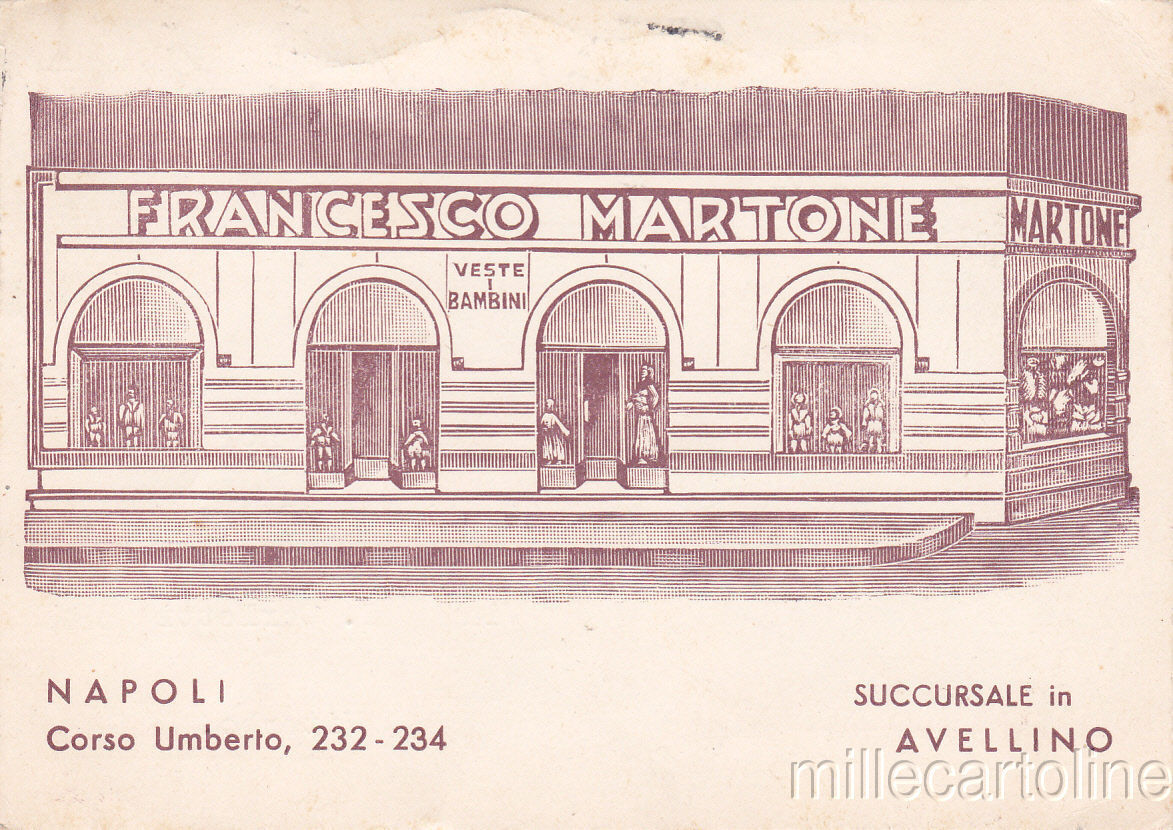 FRANCESCO MARTONE
MARTONE
VESTE
I
BAMBINI
NAPOLI
Corso Umberto, 232-234
SUCCURSALE in
AVELLINO
millecartoline